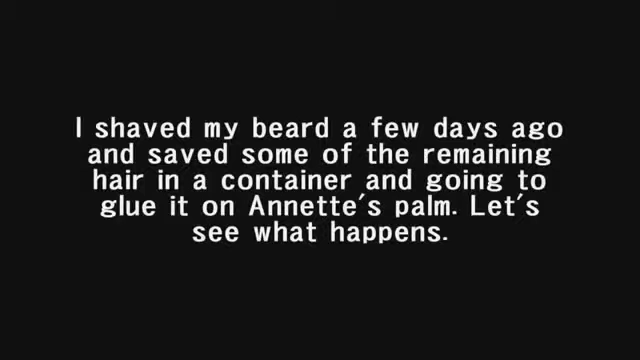 I shaved my beard a few days ago
and saved some of the remaining
hair in a container and going to
glue it on Annette's palm. Let's
see what happens.